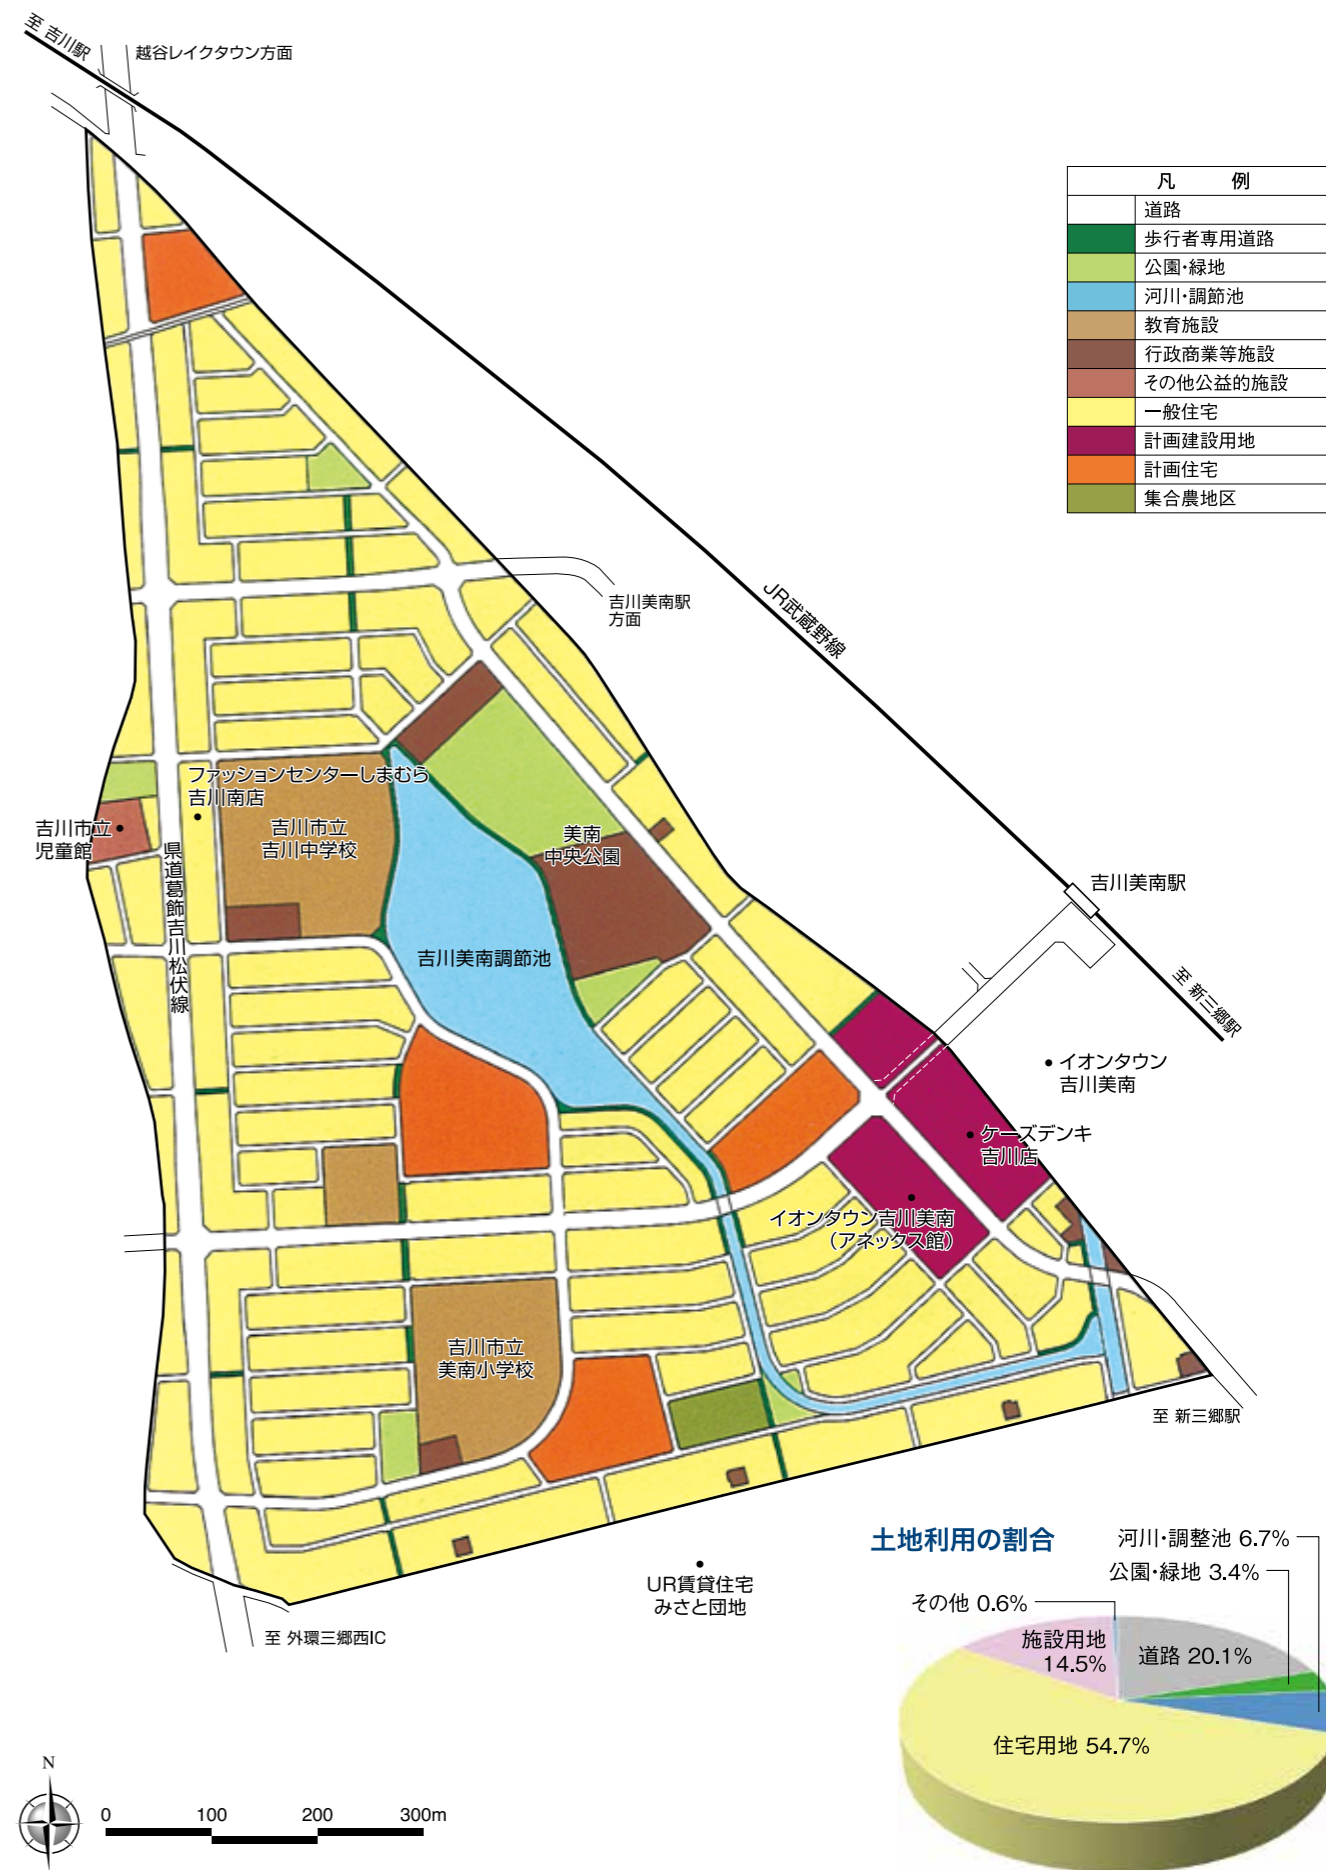 至 吉川駅
越谷レイクタウン方面
凡 例
道路
歩行者専用道路
公園・緑地
河川・調節池
教育施設
行政商業等施設
その他公益的施設
一般住宅
計画建設用地
計画住宅
集合農地区
吉川美南駅
方面
JR武蔵野線
ファッションセンターしまむら
吉川南店
吉川市立
児童館
吉川市立
吉川中学校
美南
中央公園
県道葛飾吉川松伏線
吉川美南調節池
吉川美南駅
至 新三郷駅
イオンタウン
吉川美南
ケーズデンキ
吉川店
イオンタウン吉川美南
(アネックス館)
吉川市立
美南小学校
至 新三郷駅
UR賃貸住宅
みさと団地
至 外環三郷西IC
土地利用の割合
河川・調整池 6.7%
公園・緑地 3.4%
その他 0.6%
施設用地
14.5%
道路 20.1%
住宅用地 54.7%
N
0 100 200 300m